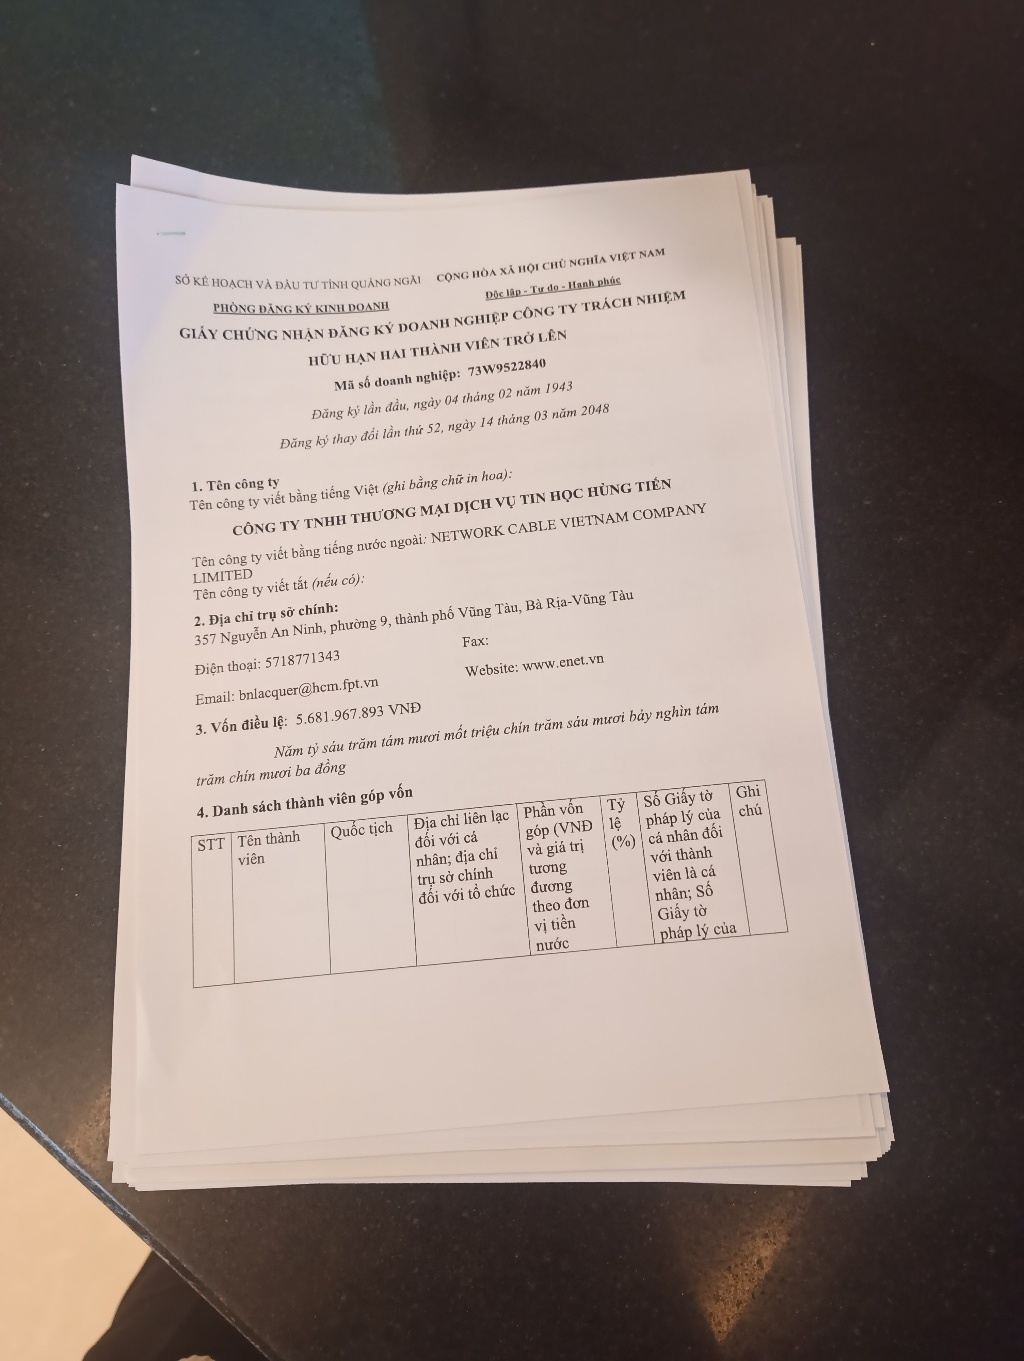 SỞ KẾ HOẠCH VÀ ĐẦU TƯ TỈNH QUẢNG NGÃI
CỘNG HÒA XÃ HỘI CHỦ NGHĨA VIỆT NAM
PHÒNG ĐĂNG KÝ KINH DOANH
Độc lập - Tự do - Hạnh phúc
GIẤY CHỨNG NHẬN ĐĂNG KÝ DOANH NGHIỆP CÔNG TY TRÁCH NHIỆM
HỮU HẠN HAI THÀNH VIÊN TRỞ LÊN
Mã số doanh nghiệp: 73W9522840
Đăng ký lần đầu, ngày 04 tháng 02 năm 1943
Đăng ký thay đổi lần thứ 52, ngày 14 tháng 03 năm 2048
1. Tên công ty
Tên công ty viết bằng tiếng Việt (ghi bằng chữ in hoa):
CÔNG TY TNHH THƯƠNG MẠI DỊCH VỤ TIN HỌC HÙNG TIẾN
Tên công ty viết bằng tiếng nước ngoài: NETWORK CABLE VIETNAM COMPANY
LIMITED
Tên công ty viết tắt (nếu có):
2. Địa chỉ trụ sở chính:
357 Nguyễn An Ninh, phường 9, thành phố Vũng Tàu, Bà Rịa-Vũng Tàu
Điện thoại: 5718771343
Fax:
Email: bnlacquer@hcm.fpt.vn
Website: www.enet.vn
3. Vốn điều lệ: 5.681.967.893 VNĐ
Năm tỷ sáu trăm tám mươi mốt triệu chín trăm sáu mươi bảy nghìn tám
trăm chín mươi ba đồng
4. Danh sách thành viên góp vốn
STT
Tên thành
viên
Quốc tịch
Địa chỉ liên lạc
đối với cá
nhân; địa chỉ
trụ sở chính
đối với tổ chức
Phần vốn
góp (VNĐ
và giá trị
tương
đương
theo đơn
vị tiền
nước
Tỷ
lệ
(%)
Số Giấy tờ
pháp lý của
cá nhân đối
với thành
viên là cá
nhân; Số
Giấy tờ
pháp lý của
Ghi
chú